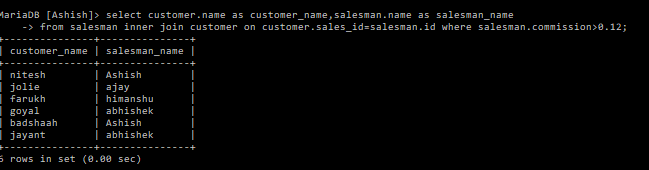 MariaDB [Ashish]> select customer.name as customer_name,salesman.name as salesman_name
    -> from salesman inner join customer on customer.sales_id=salesman.id where salesman.commission>0.12;
+---------------+---------------+
| customer_name | salesman_name |
+---------------+---------------+
| nitesh        | Ashish        |
| jolie         | ajay          |
| farukh        | himanshu      |
| goyal         | abhishek      |
| badshaah      | Ashish        |
| jayant        | abhishek      |
+---------------+---------------+
6 rows in set (0.00 sec)